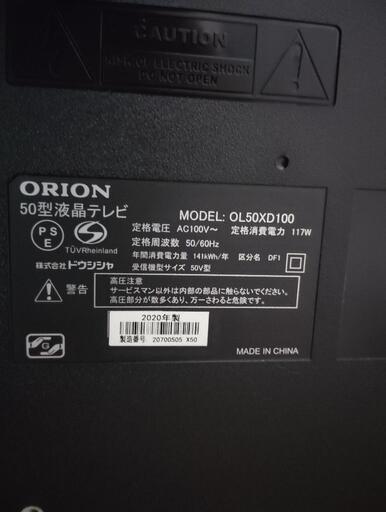 CAUTION
RISK OF ELECTRIC SHOCK
DO NOT OPEN
ORION
50型液晶テレビ
MODEL: OL50XD100
定格電圧 AC100V～ 定格消費電力 117W
定格周波数 50/60Hz
年間消費電力量 141kWh/年 区分名 DF1
受信機型サイズ 50V型
PS
E
TÜVRheinland
株式会社ドウシシャ
警告
高圧注意
サービスマン以外は内部の部品に触らないでください。
高圧部分が数多くあり、万一さわると危険です。
2020年製
製造番号 20700505 X50
G
MADE IN CHINA